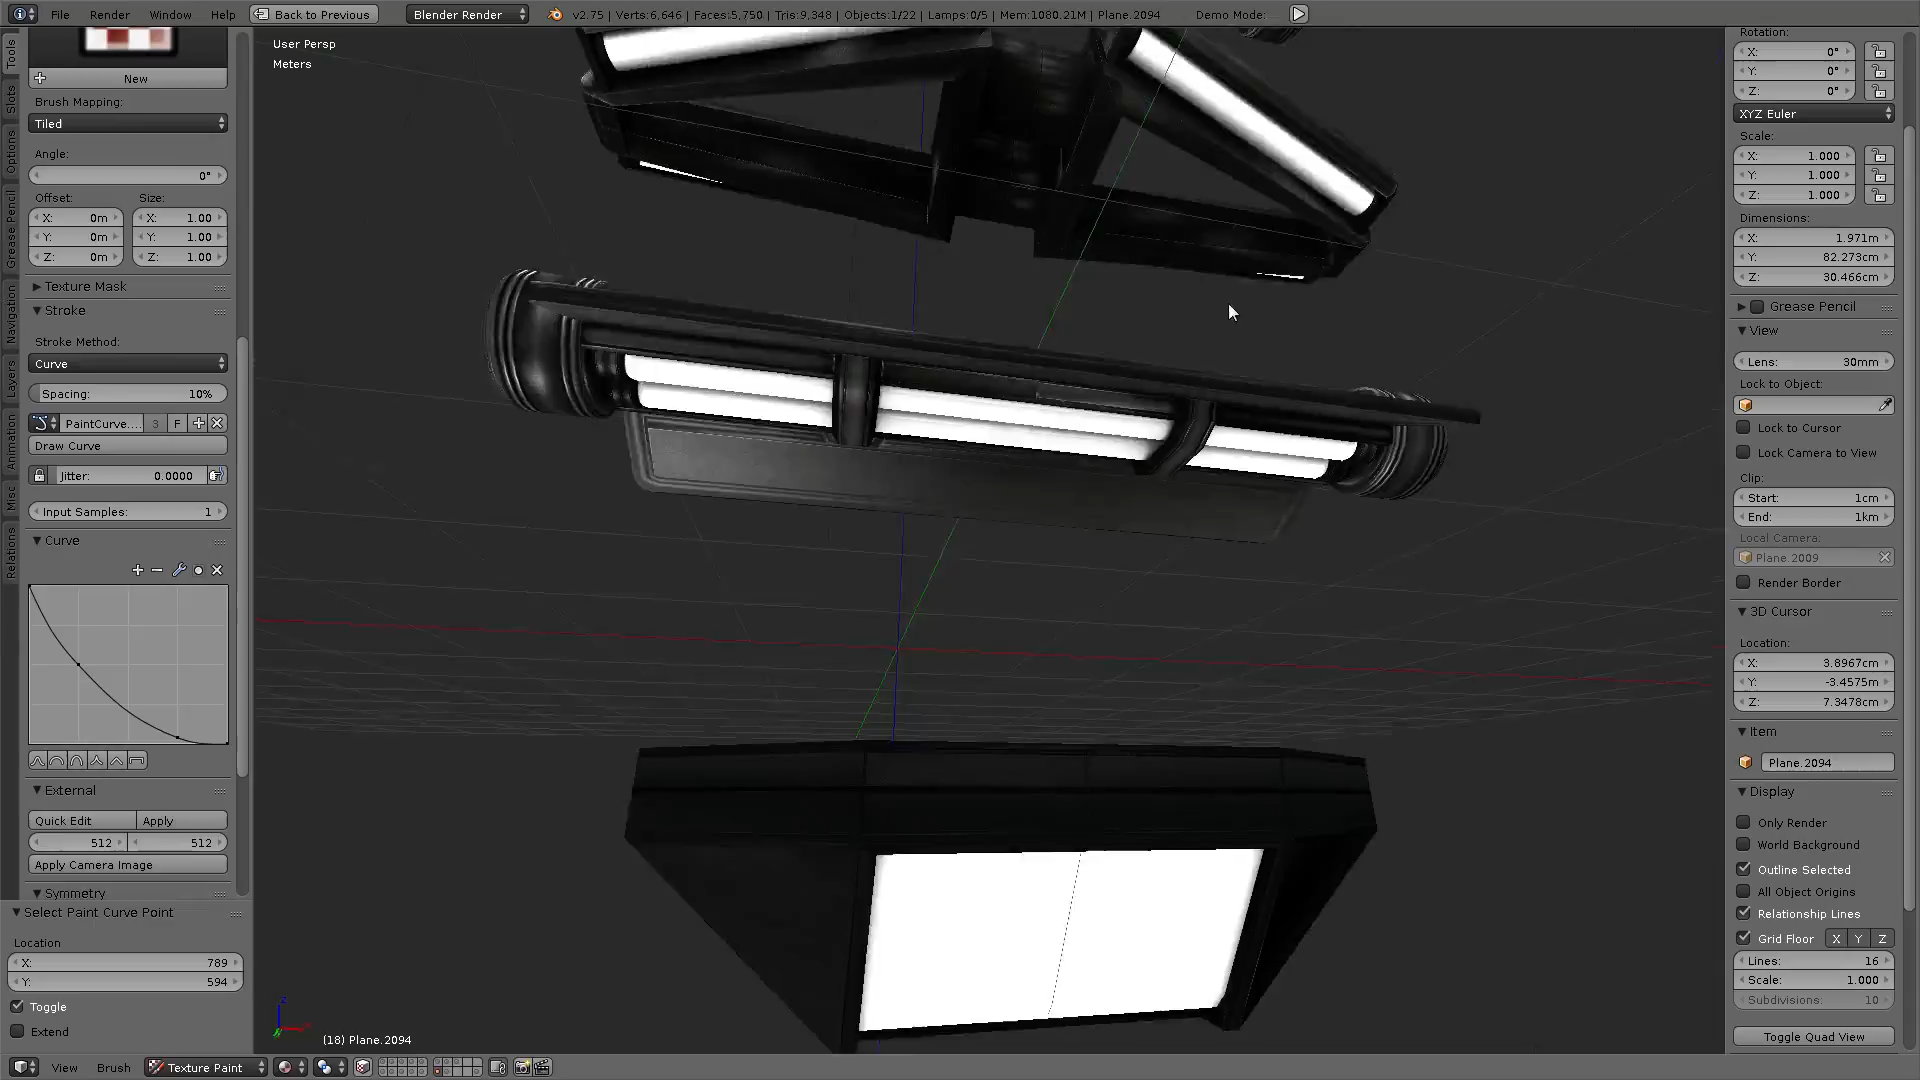 File Render Window Help Back to Previous Blender Render v2.75 | Verts:6,646 | Faces:5,750 | Tris:9,348 | Objects:1/22 | Lamps:0/5 | Mem:1080.21M | Plane.2094 Demo Mode:
Tools
Slots
Options
Grease Pencil
Navigation
Layers
Animation
Misc
Relations
New
Brush Mapping:
Tiled
Angle:
0°
Offset: Size:
X: 0m X: 1.00
Y: 0m Y: 1.00
Z: 0m Z: 1.00
Texture Mask
Stroke
Stroke Method:
Curve
Spacing: 10%
PaintCurve.... 3 F
Draw Curve
Jitter: 0.0000
Input Samples: 1
Curve
External
Quick Edit Apply
512 512
Apply Camera Image
Symmetry
Select Paint Curve Point
Location
X: 789
Y: 594
Toggle
Extend
User Persp
Meters
(18) Plane.2094
View Brush Texture Paint
Rotation:
X: 0°
Y: 0°
Z: 0°
XYZ Euler
Scale:
X: 1.000
Y: 1.000
Z: 1.000
Dimensions:
X: 1.971m
Y: 82.273cm
Z: 30.466cm
Grease Pencil
View
Lens: 30mm
Lock to Object:
Lock to Cursor
Lock Camera to View
Clip:
Start: 1cm
End: 1km
Local Camera:
Plane.2009
Render Border
3D Cursor
Location:
X: 3.8967cm
Y: -3.4575m
Z: 7.3478cm
Item
Plane.2094
Display
Only Render
World Background
Outline Selected
All Object Origins
Relationship Lines
Grid Floor X Y Z
Lines: 16
Scale: 1.000
Subdivisions: 10
Toggle Quad View